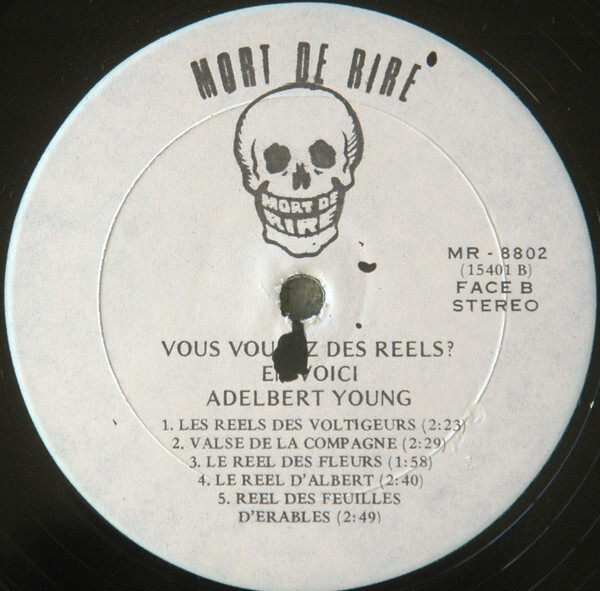 MORT DE RIRE
MORT DE
RIRE
MR - 8802
(15401 B)
FACE B
STEREO
VOUS DES REELS?
VOICI
ADELBERT YOUNG
1. LES REELS DES VOLTIGEURS (2:23)
2. VALSE DE LA COMPAGNE (2:29)
3. LE REEL DES FLEURS (1:58)
4. LE REEL D'ALBERT (2:40)
5. REEL DES FEUILLES
D'ERABLES (2:49)